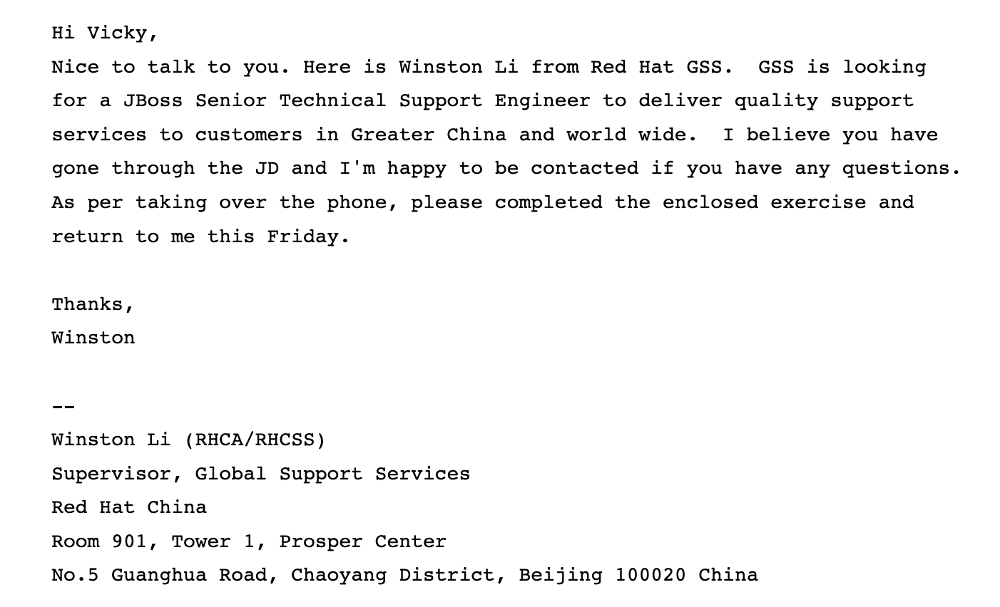 Hi Vicky,
Nice to talk to you. Here is Winston Li from Red Hat GSS.  GSS is looking
for a JBoss Senior Technical Support Engineer to deliver quality support
services to customers in Greater China and world wide.  I believe you have
gone through the JD and I'm happy to be contacted if you have any questions.
As per taking over the phone, please completed the enclosed exercise and
return to me this Friday.

Thanks,
Winston

--
Winston Li (RHCA/RHCSS)
Supervisor, Global Support Services
Red Hat China
Room 901, Tower 1, Prosper Center
No.5 Guanghua Road, Chaoyang District, Beijing 100020 China